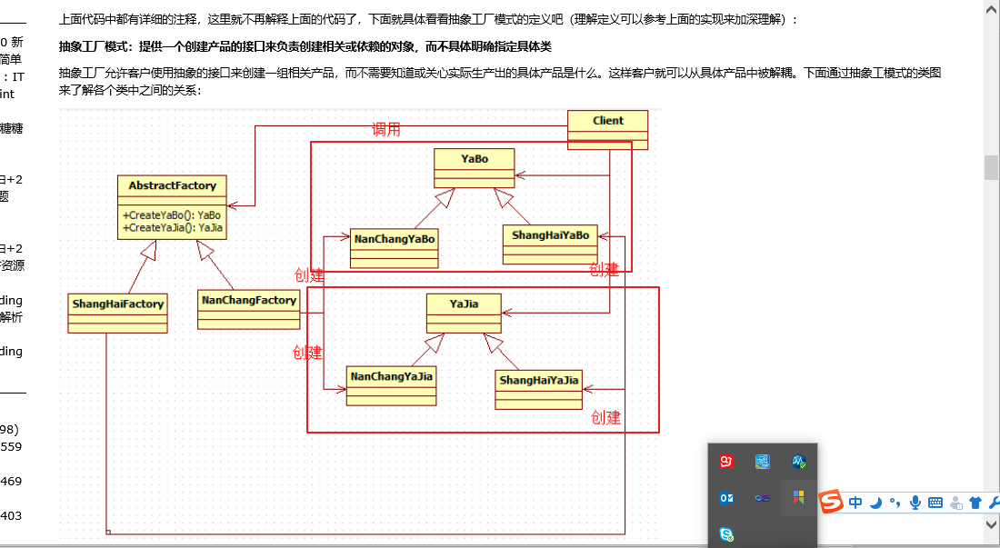 上面代码中都有详细的注释，这里就不再解释上面的代码了，下面就具体看看抽象工厂模式的定义吧（理解定义可以参考上面的实现来加深理解）：
抽象工厂模式：提供一个创建产品的接口来负责创建相关或依赖的对象，而不具体明确指定具体类
抽象工厂允许客户使用抽象的接口来创建一组相关产品，而不需要知道或关心实际生产出的具体产品是什么。这样客户就可以从具体产品中被解耦。下面通过抽象工模式的类图
来了解各个类中之间的关系：
0 新
简单
：IT
int
糖糖
日+2
题
日+2
资源
ding
解析
ding
98)
559
469
403
Client
调用
YaBo
AbstractFactory
+CreateYaBo(): YaBo
+CreateYaJia(): YaJia
NanChangYaBo
ShangHaiYaBo
创建
创建
ShangHaiFactory
NanChangFactory
YaJia
创建
NanChangYaJia
ShangHaiYaJia
创建
中